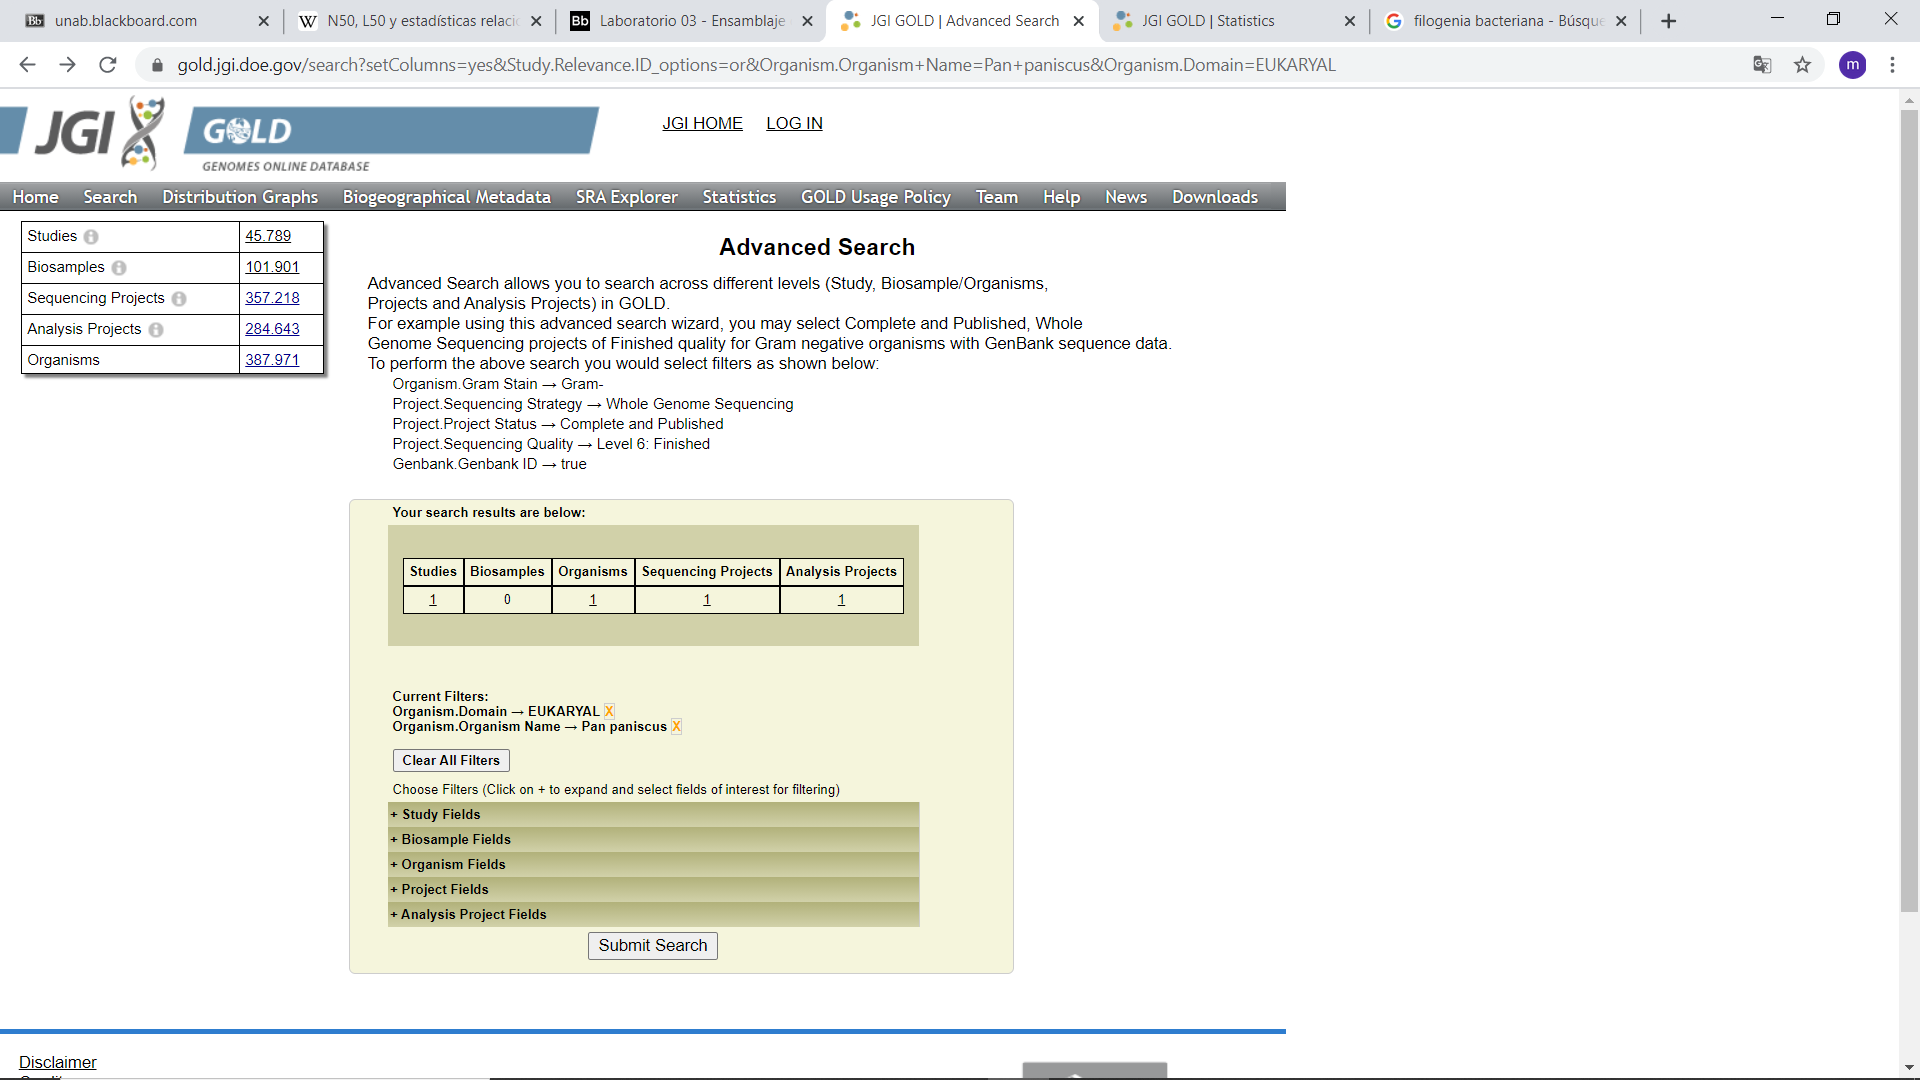 unab.blackboard.com
N50, L50 y estadísticas relacio
Laboratorio 03 - Ensamblaje
JGI GOLD | Advanced Search
JGI GOLD | Statistics
filogenia bacteriana - Búsque
gold.jgi.doe.gov/search?setColumns=yes&Study.Relevance.ID_options=or&Organism.Organism+Name=Pan+paniscus&Organism.Domain=EUKARYAL
m
JGI
GOLD
GENOMES ONLINE DATABASE
JGI HOME LOG IN
Home Search Distribution Graphs Biogeographical Metadata SRA Explorer Statistics GOLD Usage Policy Team Help News Downloads
Studies 45.789
Biosamples 101.901
Sequencing Projects 357.218
Analysis Projects 284.643
Organisms 387.971
Advanced Search
Advanced Search allows you to search across different levels (Study, Biosample/Organisms,
Projects and Analysis Projects) in GOLD.
For example using this advanced search wizard, you may select Complete and Published, Whole
Genome Sequencing projects of Finished quality for Gram negative organisms with GenBank sequence data.
To perform the above search you would select filters as shown below:
Organism.Gram Stain → Gram-
Project.Sequencing Strategy → Whole Genome Sequencing
Project.Project Status → Complete and Published
Project.Sequencing Quality → Level 6: Finished
Genbank.Genbank ID → true
Your search results are below:
Studies Biosamples Organisms Sequencing Projects Analysis Projects
1 0 1 1 1
Current Filters:
Organism.Domain → EUKARYAL X
Organism.Organism Name → Pan paniscus X
Clear All Filters
Choose Filters (Click on + to expand and select fields of interest for filtering)
+ Study Fields
+ Biosample Fields
+ Organism Fields
+ Project Fields
+ Analysis Project Fields
Submit Search
Disclaimer